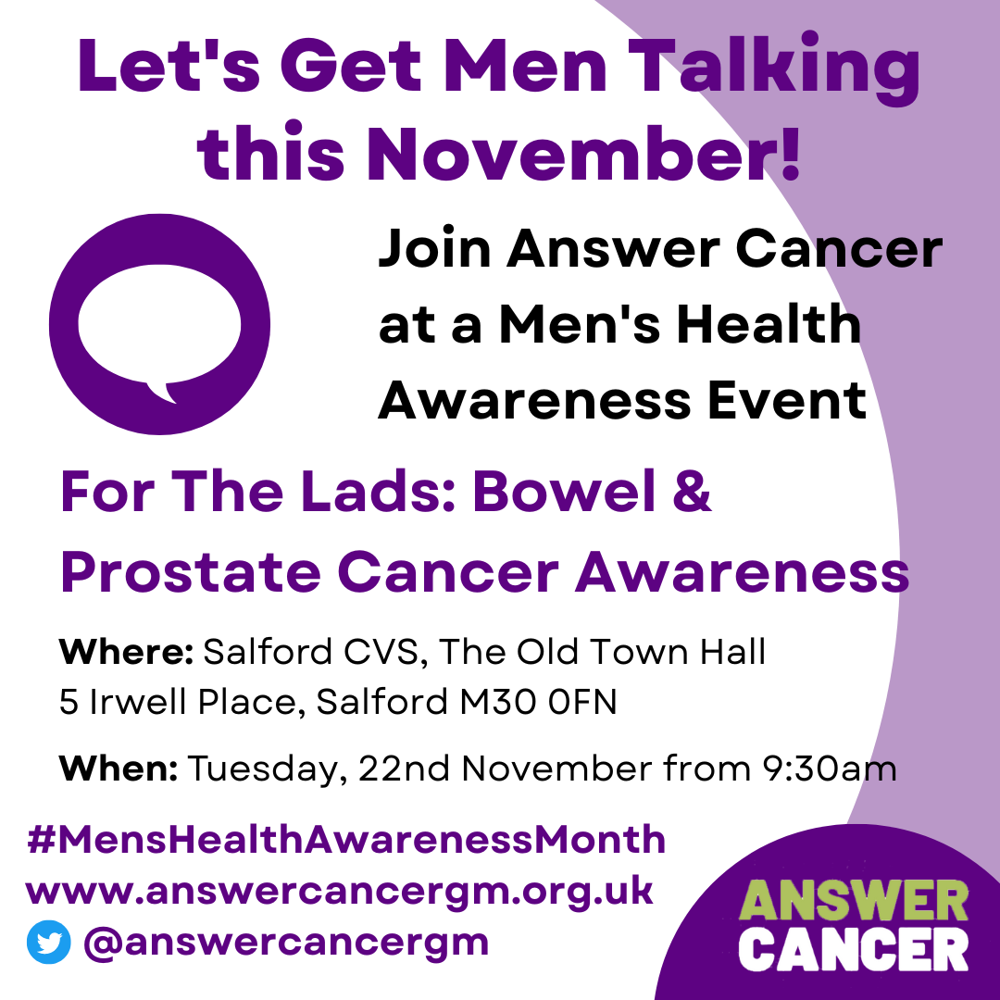 Let's Get Men Talking
this November!
Join Answer Cancer
at a Men's Health
Awareness Event
For The Lads: Bowel &
Prostate Cancer Awareness
Where: Salford CVS, The Old Town Hall
5 Irwell Place, Salford M30 0FN
When: Tuesday, 22nd November from 9:30am
#MensHealthAwarenessMonth
www.answercancergm.org.uk
@answercancergm
ANSWER
CANCER